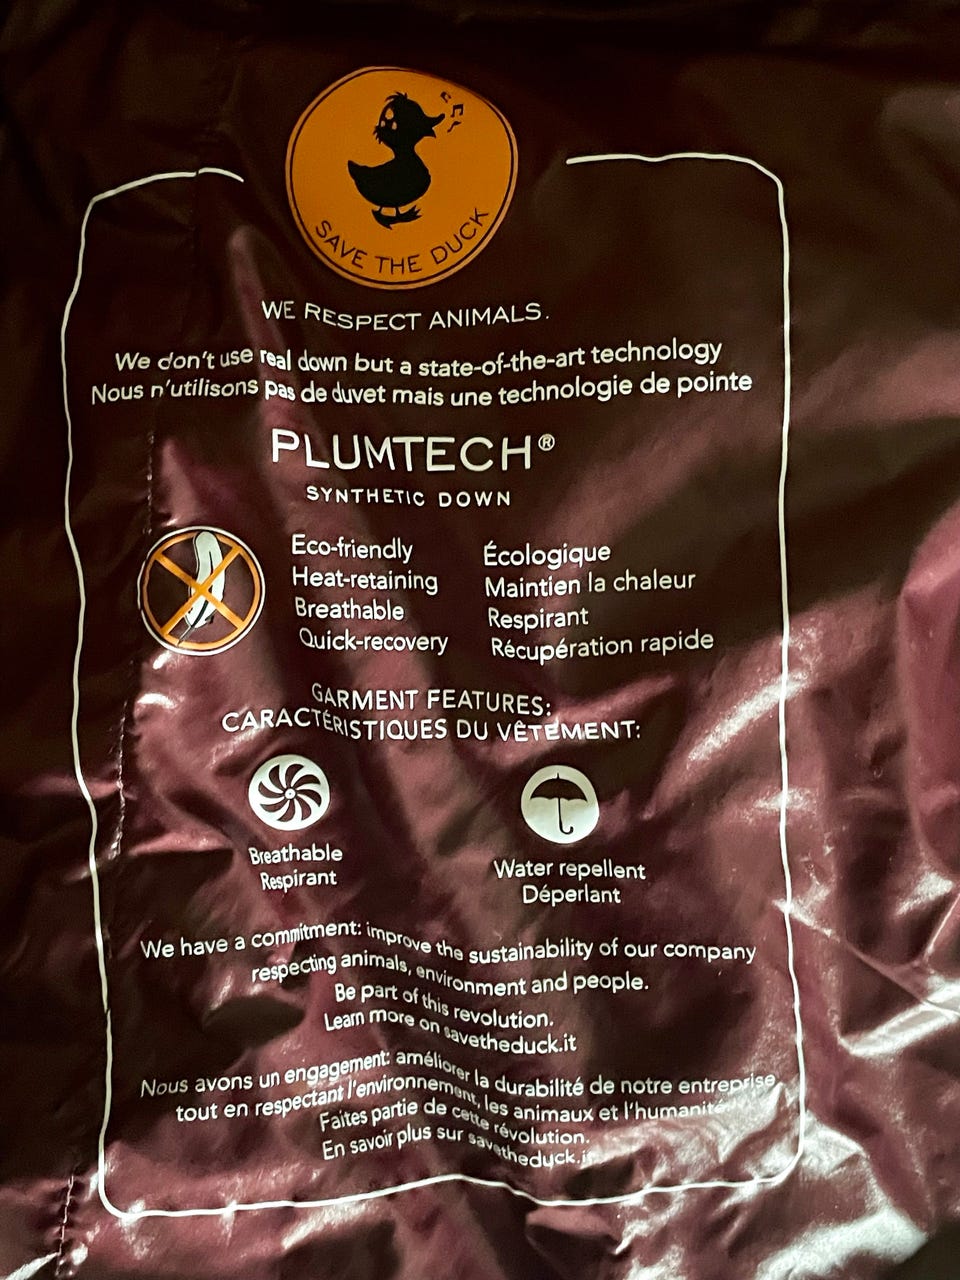 SAVE THE DUCK
WE RESPECT ANIMALS.
We don't use real down but a state-of-the-art technology
Nous n'utilisons pas de duvet mais une technologie de pointe
PLUMTECH®
SYNTHETIC DOWN
Eco-friendly
Heat-retaining
Breathable
Quick-recovery
Écologique
Maintien la chaleur
Respirant
Récupération rapide
GARMENT FEATURES:
CARACTÉRISTIQUES DU VÊTEMENT:
Breathable
Respirant
Water repellent
Déperlant
We have a commitment: improve the sustainability of our company
respecting animals, environment and people.
Be part of this revolution.
Learn more on savetheduck.it
Nous avons un engagement: améliorer la durabilité de notre entreprise
tout en respectant l'environnement, les animaux et l'humanité
Faites partie de cette révolution.
En savoir plus sur savetheduck.it